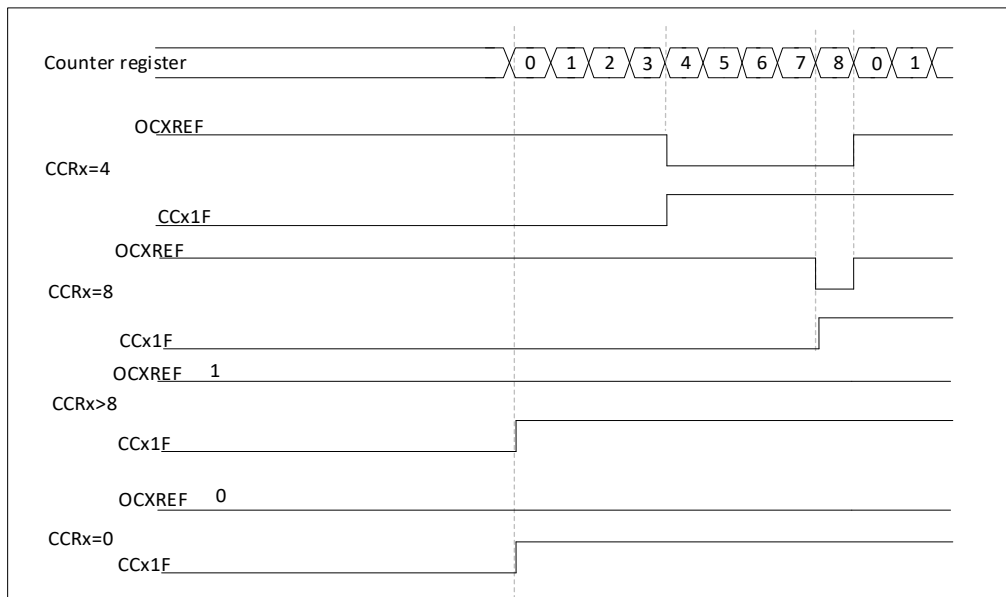 Counter register 0 1 2 3 4 5 6 7 8 0 1
OCXREF
CCRx=4
CCx1F
OCXREF
CCRx=8
CCx1F
OCXREF 1
CCRx>8
CCx1F
OCXREF 0
CCRx=0
CCx1F